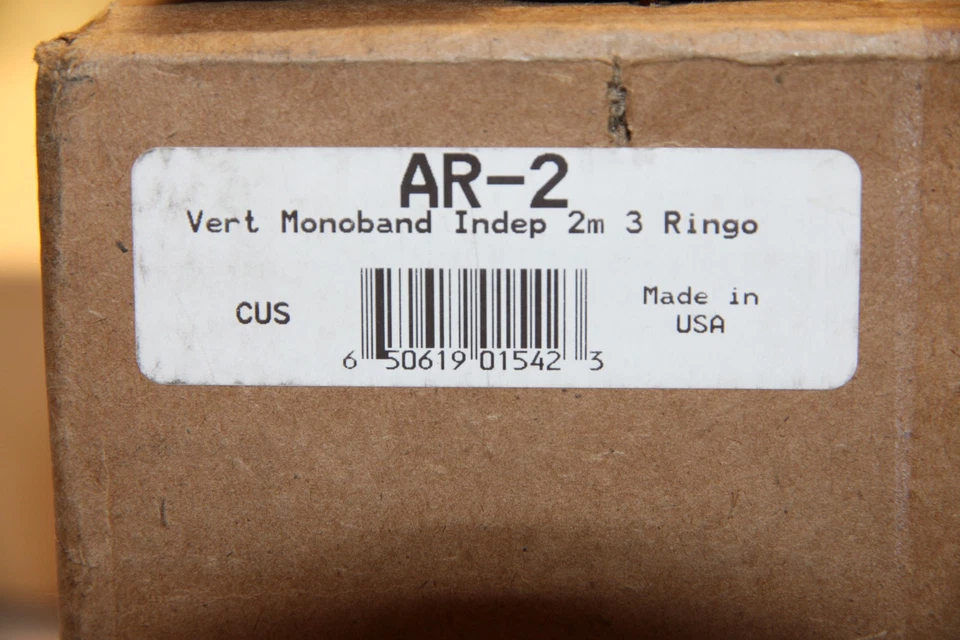 AR-2
Vert Monoband Indep 2m 3 Ringo
CUS
Made in
USA
6 50619 01542 3